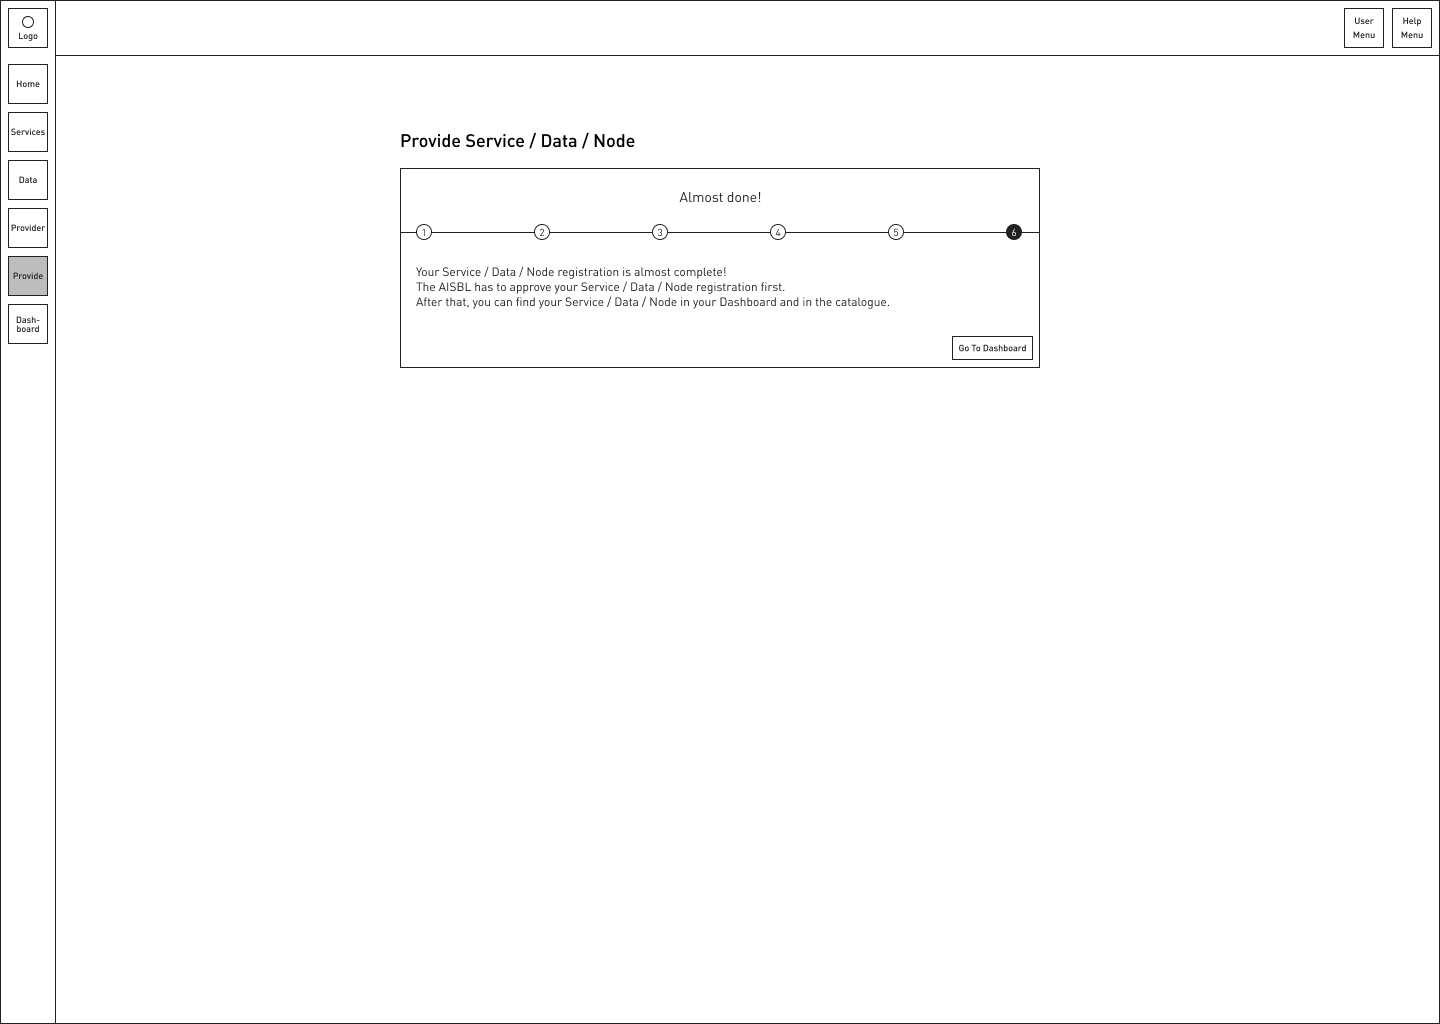 Logo
User
Menu
Help
Menu
Home
Services
Data
Provider
Provide
Dash-
board
Provide Service / Data / Node
Almost done!
1 2 3 4 5 6
Your Service / Data / Node registration is almost complete!
The AISBL has to approve your Service / Data / Node registration first.
After that, you can find your Service / Data / Node in your Dashboard and in the catalogue.
Go To Dashboard